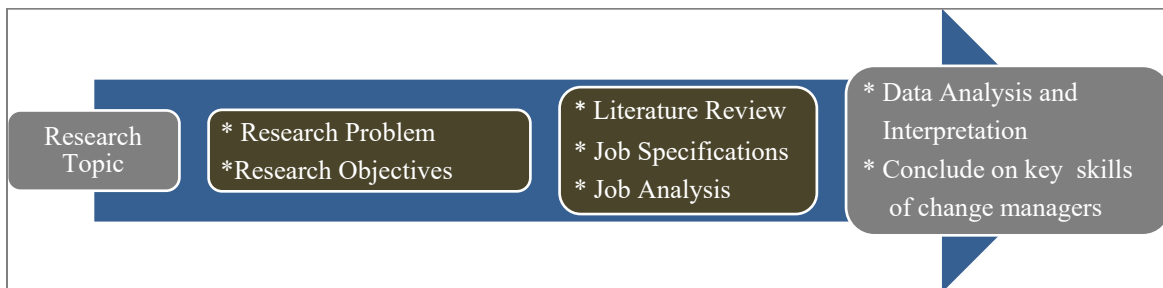 Research
Topic
* Research Problem
*Research Objectives
* Literature Review
* Job Specifications
* Job Analysis
* Data Analysis and
Interpretation
* Conclude on key skills
of change managers